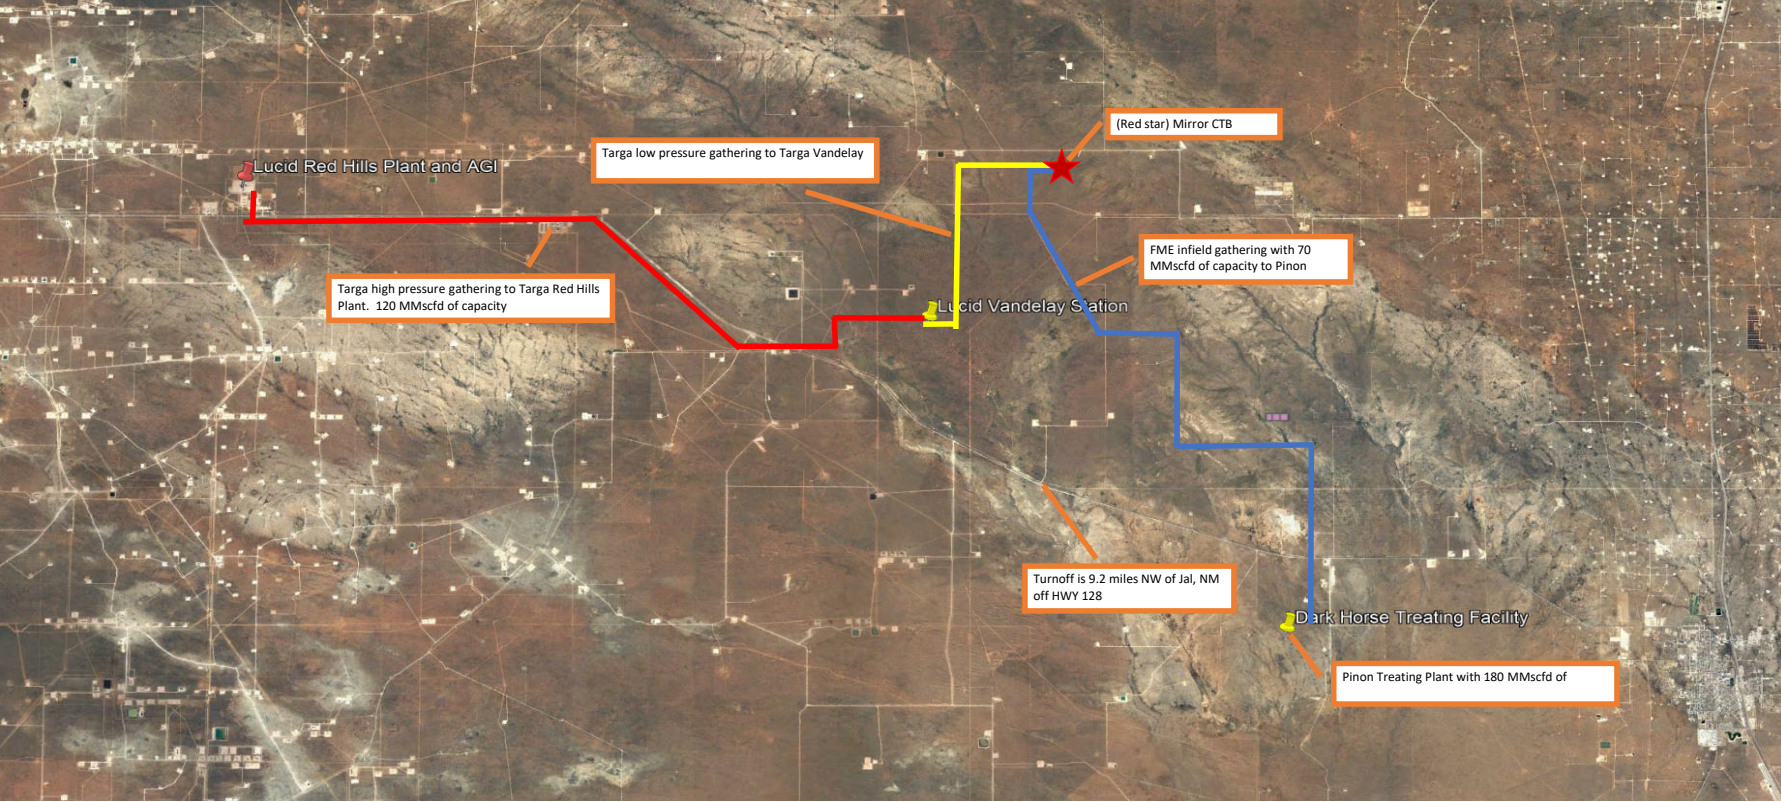 (Red star) Mirror CTB
Targa low pressure gathering to Targa Vandelay
Lucid Red Hills Plant and AGI
FME infield gathering with 70
MMscfd of capacity to Pinon
Targa high pressure gathering to Targa Red Hills
Plant.  120 MMscfd of capacity
Lucid Vandelay Station
Turnoff is 9.2 miles NW of Jal, NM
off HWY 128
Dark Horse Treating Facility
Pinon Treating Plant with 180 MMscfd of